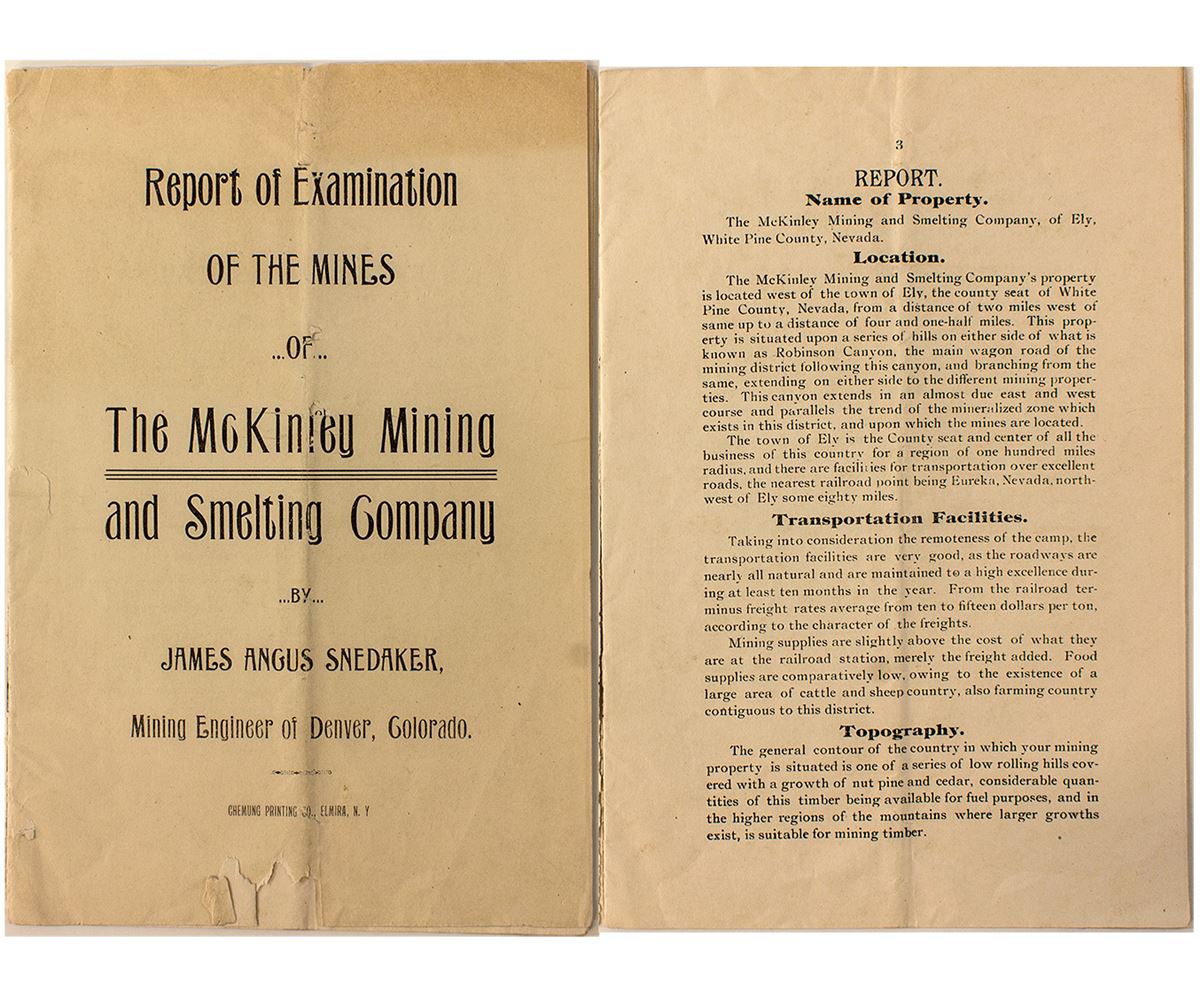 Report of Examination
OF THE MINES
...OF...
The McKinley Mining
and Smelting Company
...BY...
JAMES ANGUS SNEDAKER,
Mining Engineer of Denver, Colorado.
CHEMUNG PRINTING CO., ELMIRA, N. Y
3
REPORT.
Name of Property.
The McKinley Mining and Smelting Company, of Ely,
White Pine County, Nevada.
Location.
The McKinley Mining and Smelting Company's property
is located west of the town of Ely, the county seat of White
Pine County, Nevada, from a distance of two miles west of
same up to a distance of four and one-half miles. This prop-
erty is situated upon a series of hills on either side of what is
known as Robinson Canyon, the main wagon road of the
mining district following this canyon, and branching from the
same, extending on either side to the different mining proper-
ties. This canyon extends in an almost due east and west
course and parallels the trend of the mineralized zone which
exists in this district, and upon which the mines are located.
The town of Ely is the County seat and center of all the
business of this country for a region of one hundred miles
radius, and there are facilities for transportation over excellent
roads, the nearest railroad point being Eureka, Nevada, north-
west of Ely some eighty miles.
Transportation Facilities.
Taking into consideration the remoteness of the camp, the
transportation facilities are very good, as the roadways are
nearly all natural and are maintained to a high excellence dur-
ing at least ten months in the year. From the railroad ter-
minus freight rates average from ten to fifteen dollars per ton,
according to the character of the freights.
Mining supplies are slightly above the cost of what they
are at the railroad station, merely the freight added. Food
supplies are comparatively low, owing to the existence of a
large area of cattle and sheep country, also farming country
contiguous to this district.
Topography.
The general contour of the country in which your mining
property is situated is one of a series of low rolling hills cov-
ered with a growth of nut pine and cedar, considerable quan-
tities of this timber being available for fuel purposes, and in
the higher regions of the mountains where larger growths
exist, is suitable for mining timber.